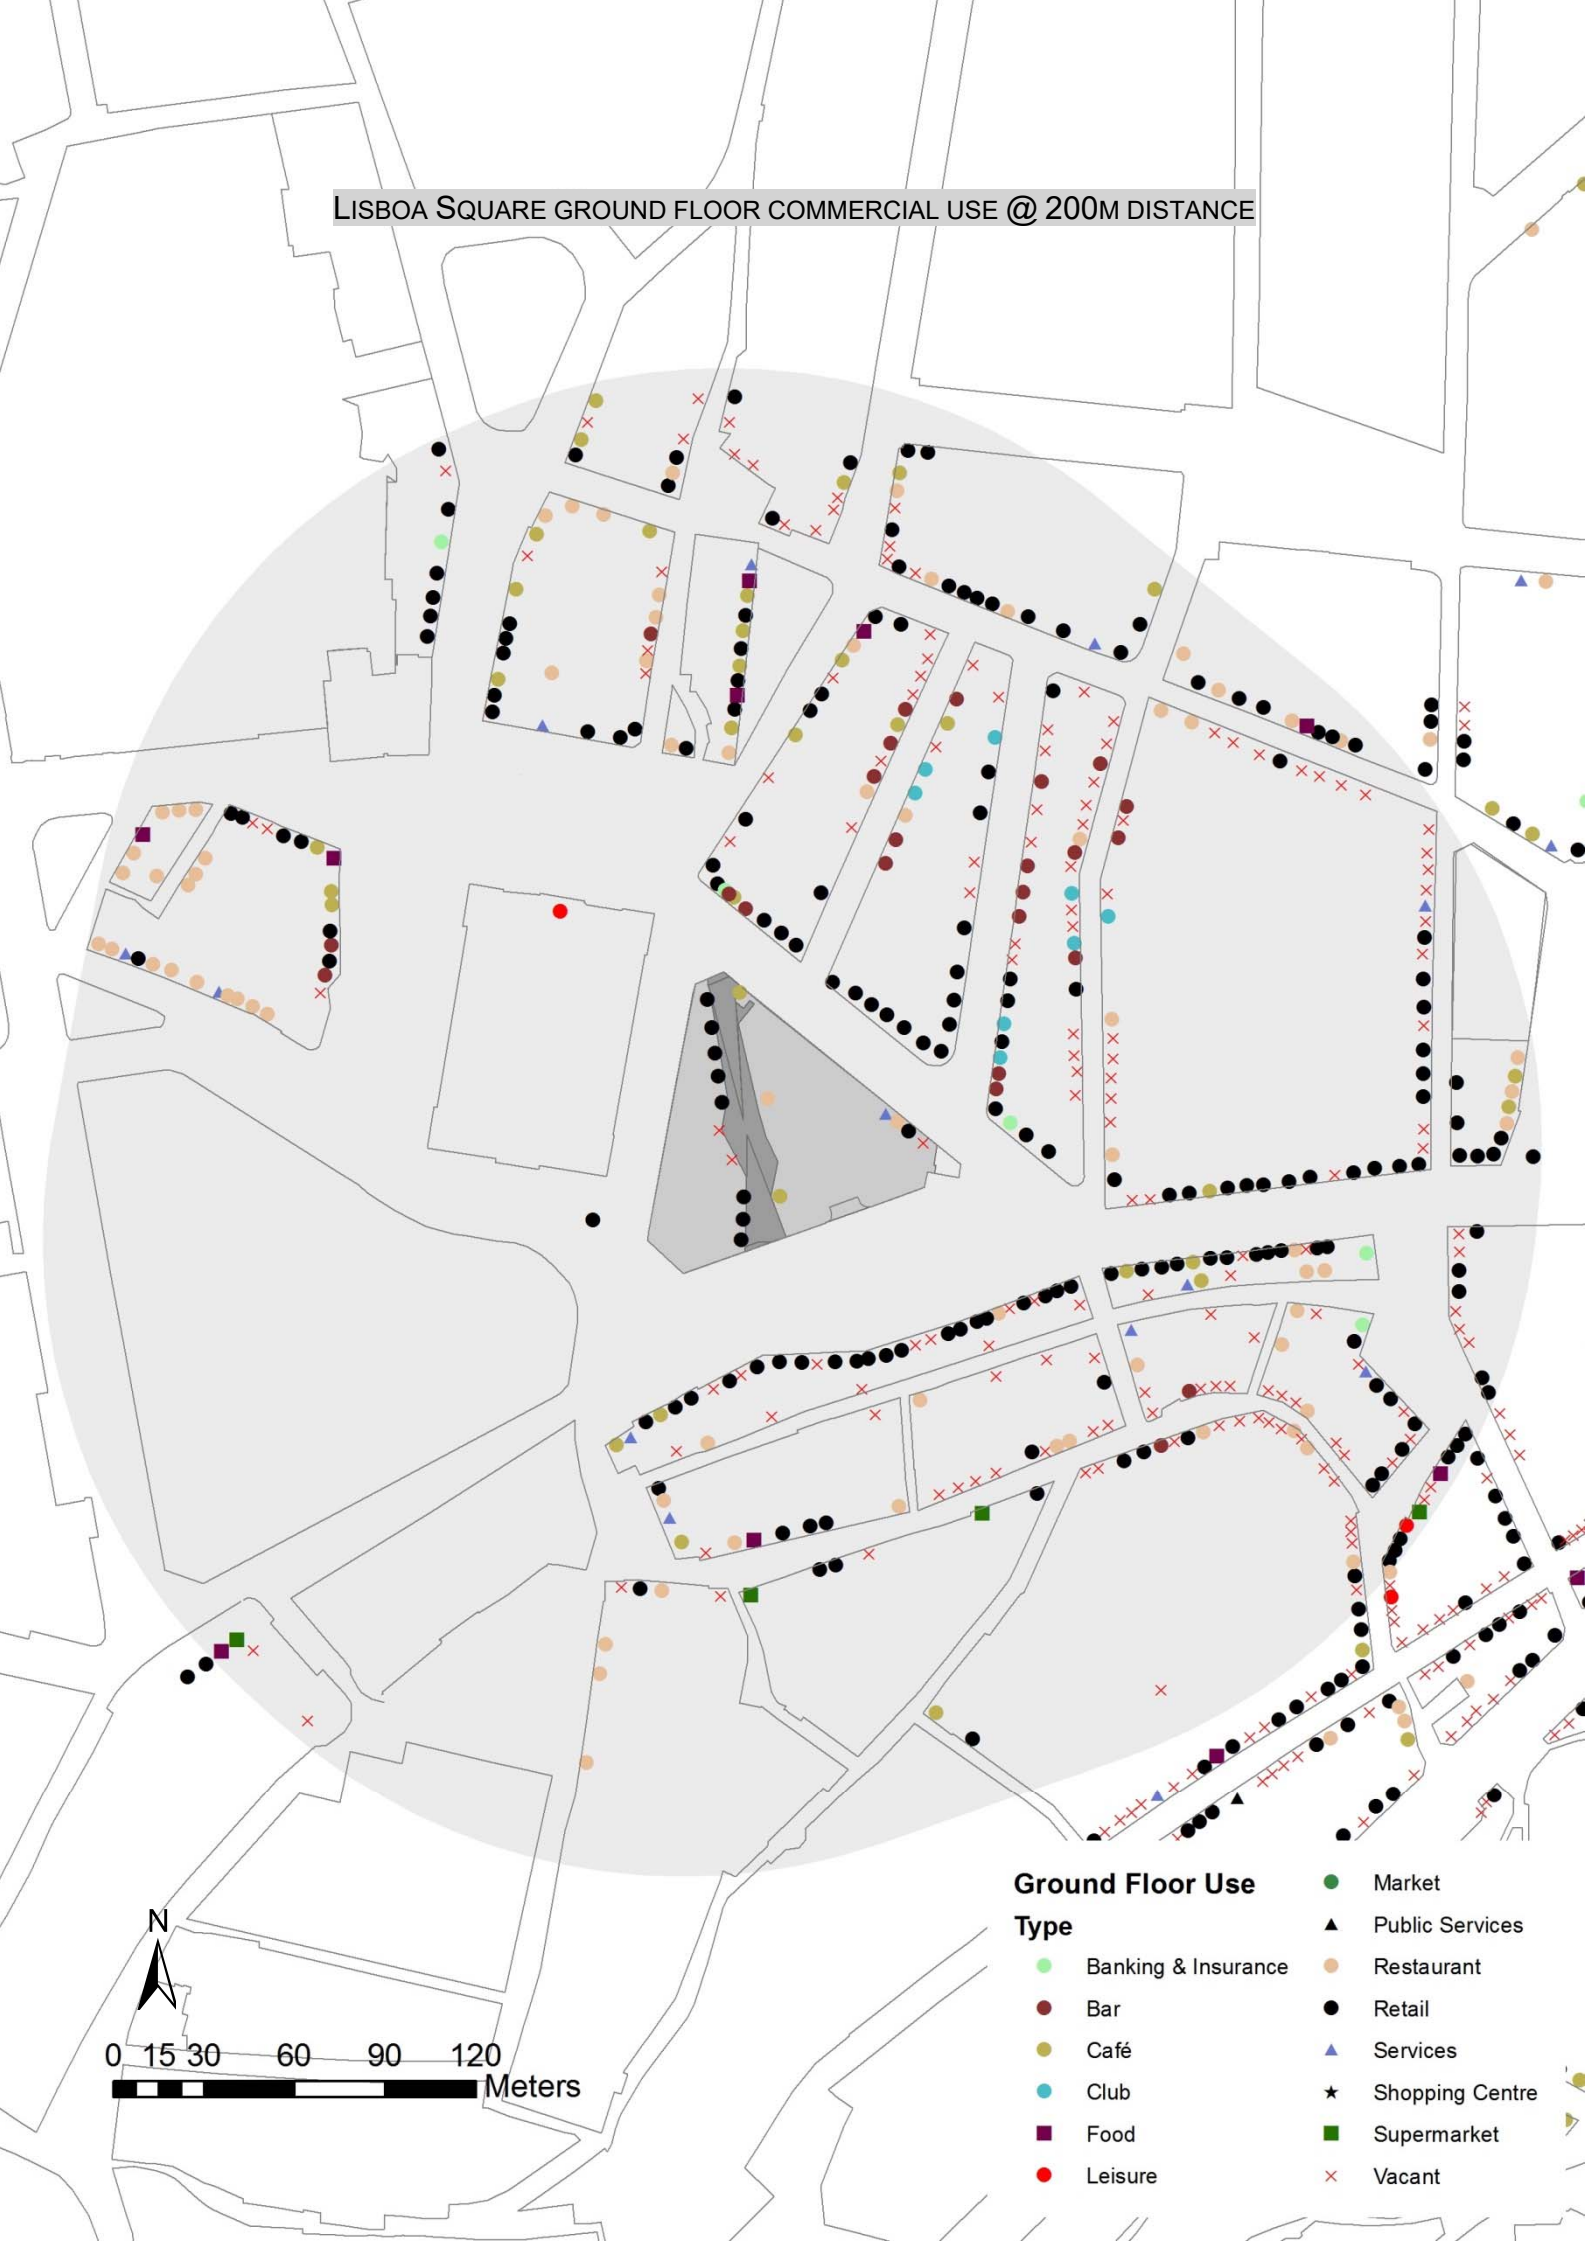 LISBOA SQUARE GROUND FLOOR COMMERCIAL USE @ 200M DISTANCE
Ground Floor Use
Type
Banking & Insurance
Bar
Café
Club
Food
Leisure
Market
Public Services
Restaurant
Retail
Services
Shopping Centre
Supermarket
Vacant
N
0 15 30 60 90 120
Meters